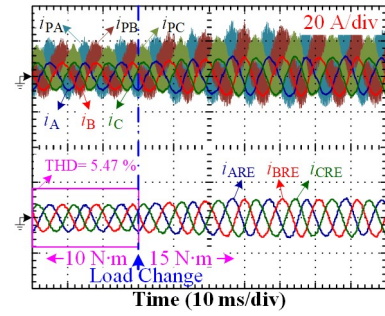 iPA iPB iPC 20 A/div
iA iB iC
THD= 5.47 %
iARE iBRE iCRE
10 N·m 15 N·m
Load Change
Time (10 ms/div)